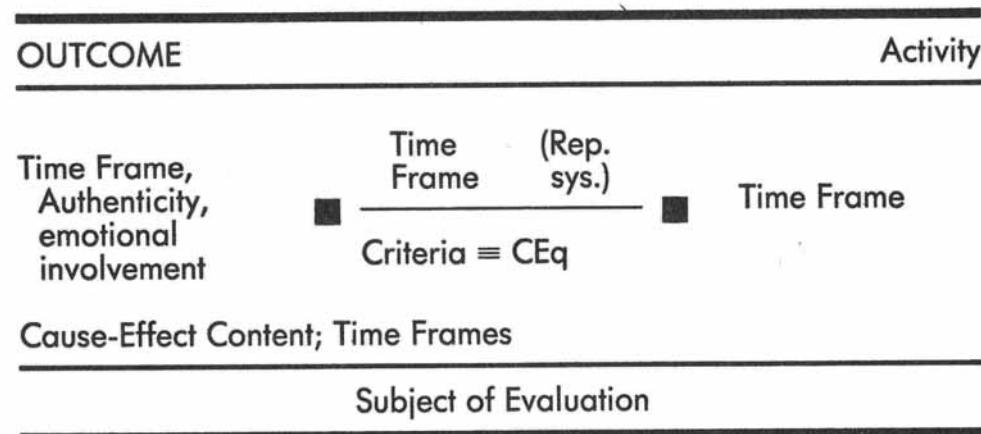 OUTCOME Activity
Time Frame,
Authenticity,
emotional
involvement
■ Time (Rep.
Frame sys.)
Criteria ≡ CEq
■ Time Frame
Cause-Effect Content; Time Frames
Subject of Evaluation